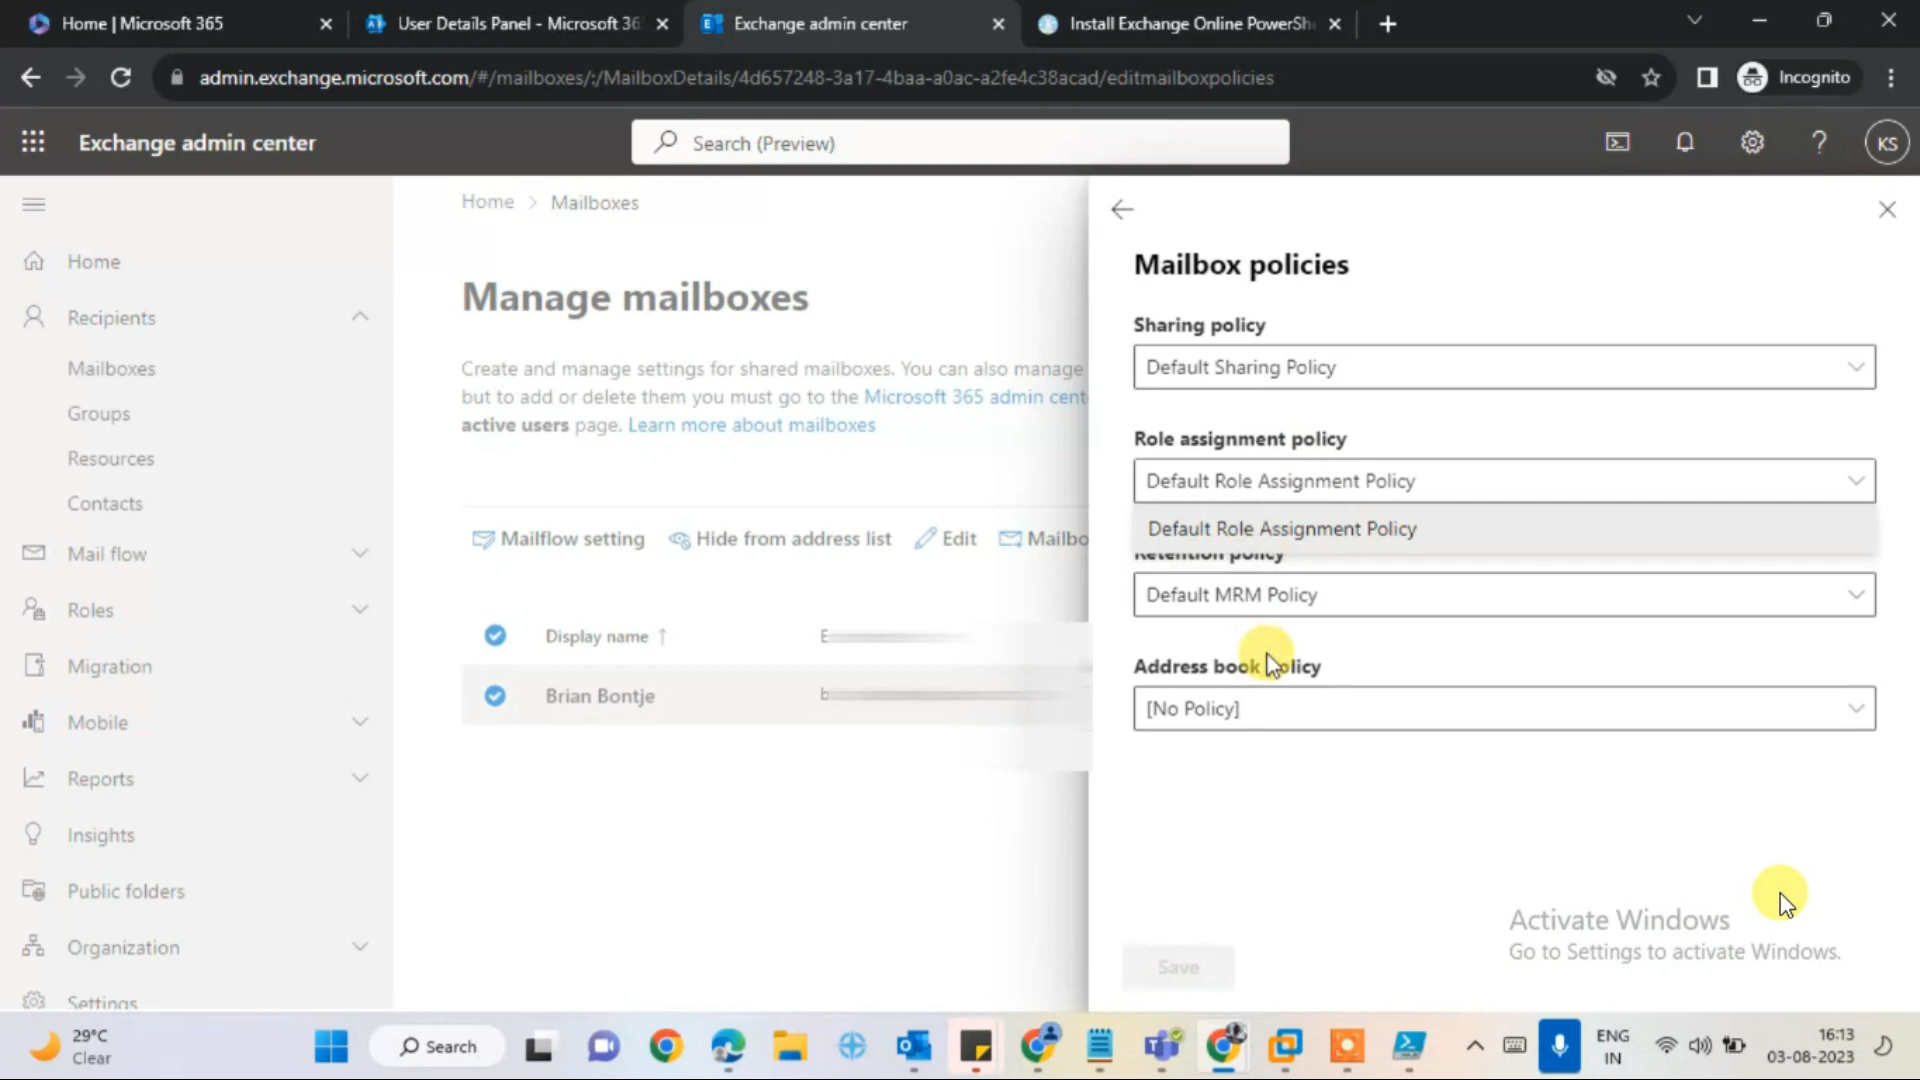 Home | Microsoft 365
User Details Panel - Microsoft 36
Exchange admin center
Install Exchange Online PowerSh
admin.exchange.microsoft.com/#/mailboxes/:/MailboxDetails/4d657248-3a17-4baa-a0ac-a2fe4c38acad/editmailboxpolicies
Incognito
Exchange admin center
Search (Preview)
KS
Home
Recipients
Mailboxes
Groups
Resources
Contacts
Mail flow
Roles
Migration
Mobile
Reports
Insights
Public folders
Organization
Settings
Home > Mailboxes
Manage mailboxes
Create and manage settings for shared mailboxes. You can also manage
but to add or delete them you must go to the Microsoft 365 admin cent
active users page. Learn more about mailboxes
Mailflow setting
Hide from address list
Edit
Mailbo
Display name ↑
E
Brian Bontje
b
Mailbox policies
Sharing policy
Default Sharing Policy
Role assignment policy
Default Role Assignment Policy
Default Role Assignment Policy
Retention policy
Default MRM Policy
Address book policy
[No Policy]
Save
Activate Windows
Go to Settings to activate Windows.
29°C
Clear
Search
ENG
IN
16:13
03-08-2023